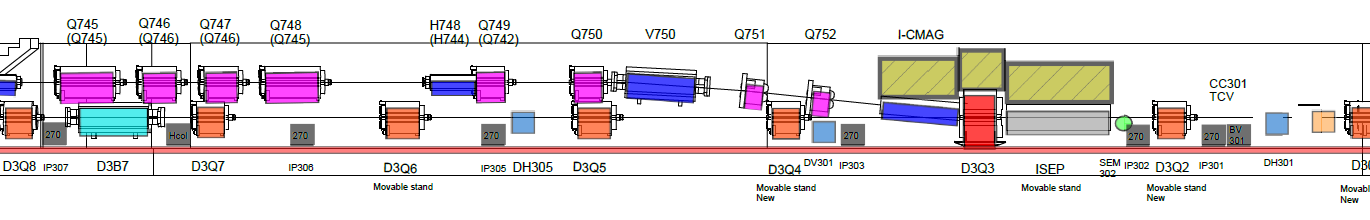 Q745
(Q745)
Q746
(Q746)
Q747
(Q746)
Q748
(Q745)
H748
(H744)
Q749
(Q742)
Q750
V750
Q751
Q752
I-CMAG
CC301
TCV
270
Hcol
270
270
270
270
270
BV
301
D3Q8
IP307
D3B7
D3Q7
IP306
D3Q6
IP305
DH305
D3Q5
D3Q4
DV301
IP303
D3Q3
ISEP
SEM
302
IP302
D3Q2
IP301
DH301
Movable stand
Movable stand
New
Movable stand
Movable stand
New
New